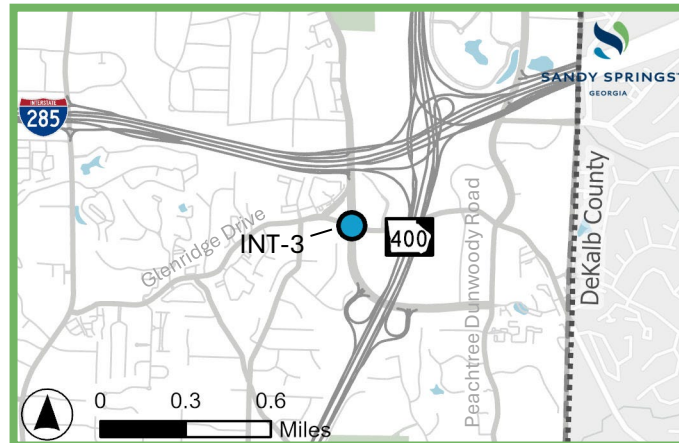 SANDY SPRINGS
GEORGIA
INTERSTATE
285
Glenridge Drive
INT-3
400
Peachtree Dunwoody Road
DeKalb County
0 0.3 0.6
Miles